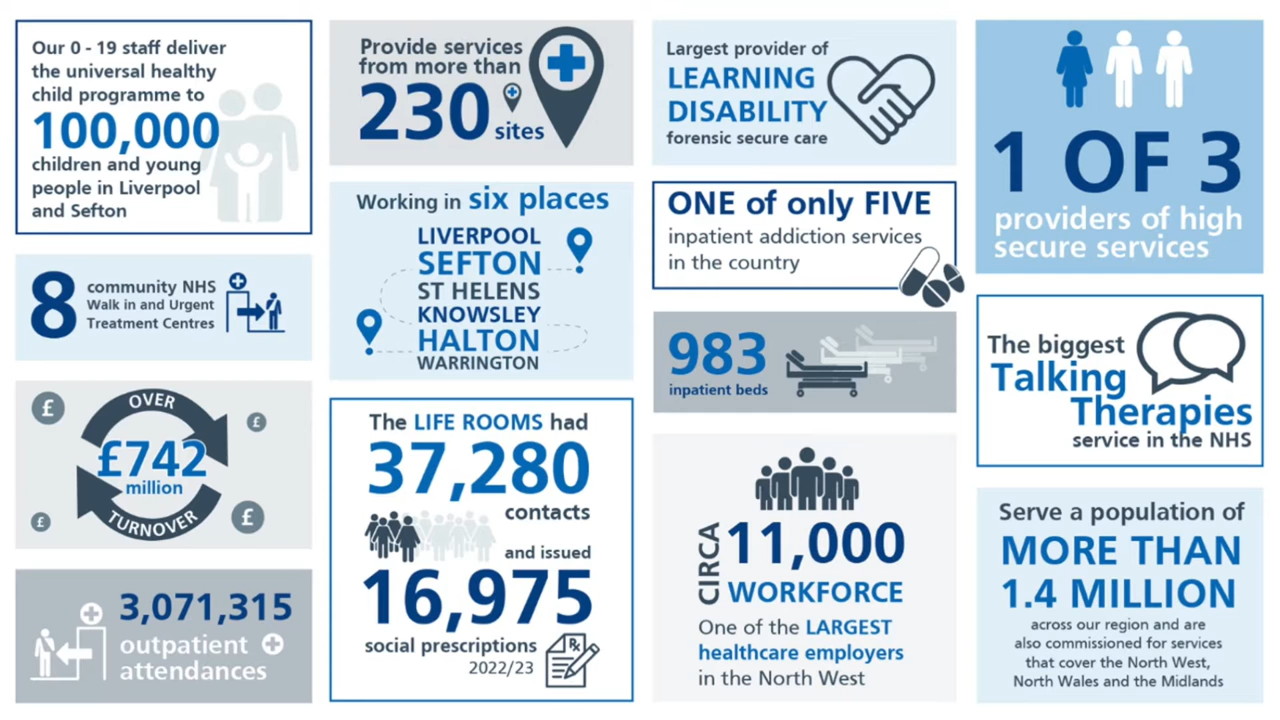 Our 0 - 19 staff deliver
the universal healthy
child programme to
100,000
children and young
people in Liverpool
and Sefton
8
community NHS
Walk in and Urgent
Treatment Centres
£
£
OVER
£742
million
TURNOVER
£
£
3,071,315
outpatient
attendances
Provide services
from more than
230
sites
Working in six places
LIVERPOOL
SEFTON
ST HELENS
KNOWSLEY
HALTON
WARRINGTON
The LIFE ROOMS had
37,280
contacts
and issued
16,975
social prescriptions
2022/23
Rx
Largest provider of
LEARNING
DISABILITY
forensic secure care
ONE of only FIVE
inpatient addiction services
in the country
983
inpatient beds
CIRCA
11,000
WORKFORCE
One of the LARGEST
healthcare employers
in the North West
1 OF 3
providers of high
secure services
The biggest
Talking
Therapies
service in the NHS
Serve a population of
MORE THAN
1.4 MILLION
across our region and are
also commissioned for services
that cover the North West,
North Wales and the Midlands